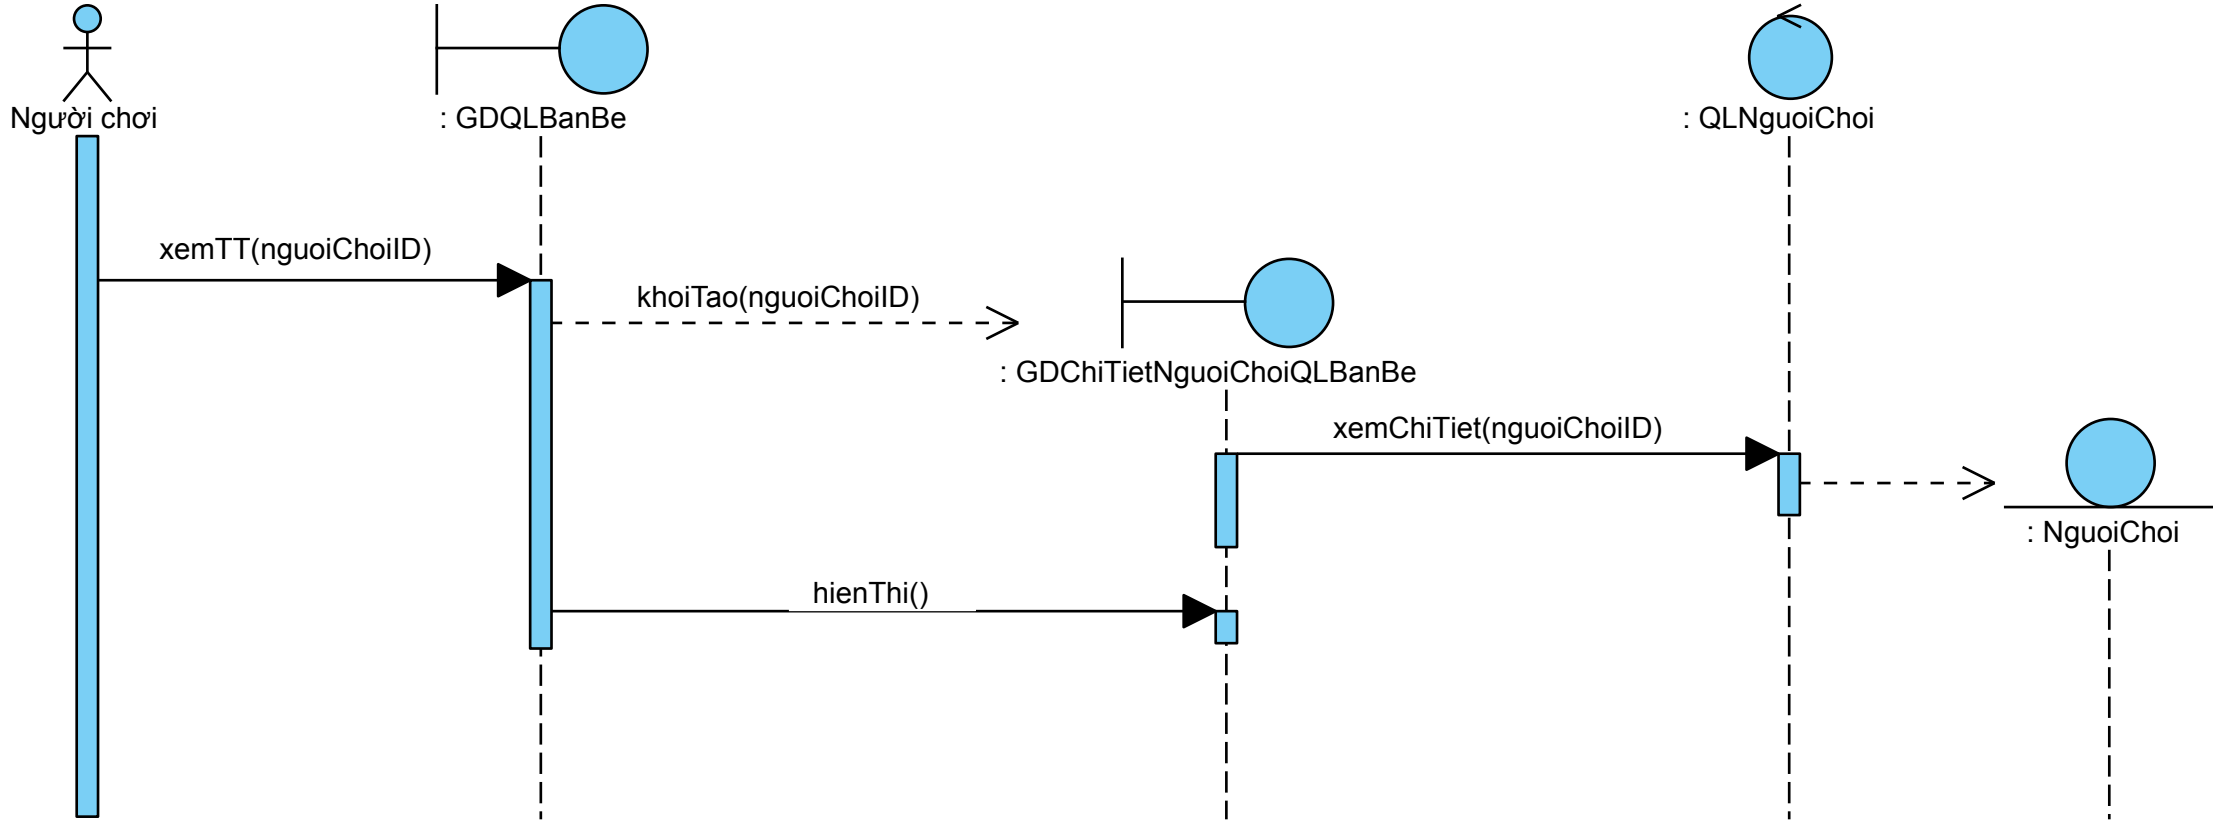 Người chơi
: GDQLBanBe
: QLNguoiChoi
xemTT(nguoiChoiID)
khoiTao(nguoiChoiID)
: GDChiTietNguoiChoiQLBanBe
xemChiTiet(nguoiChoiID)
: NguoiChoi
hienThi()